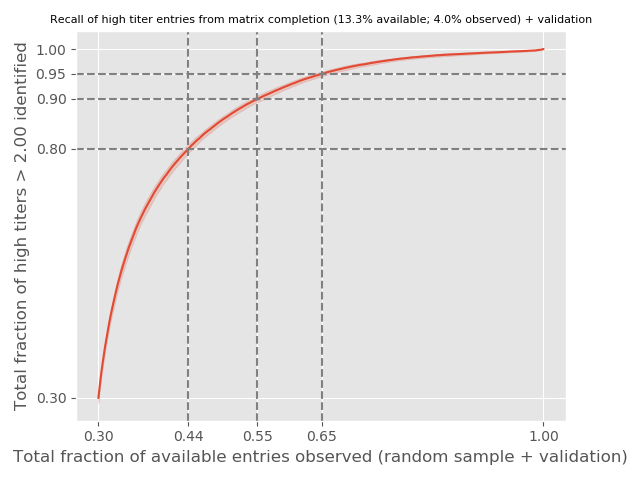 Recall of high titer entries from matrix completion (13.3% available; 4.0% observed) + validation
Total fraction of high titers > 2.00 identified
1.00
0.95
0.90
0.80
0.30
0.30 0.44 0.55 0.65 1.00
Total fraction of available entries observed (random sample + validation)